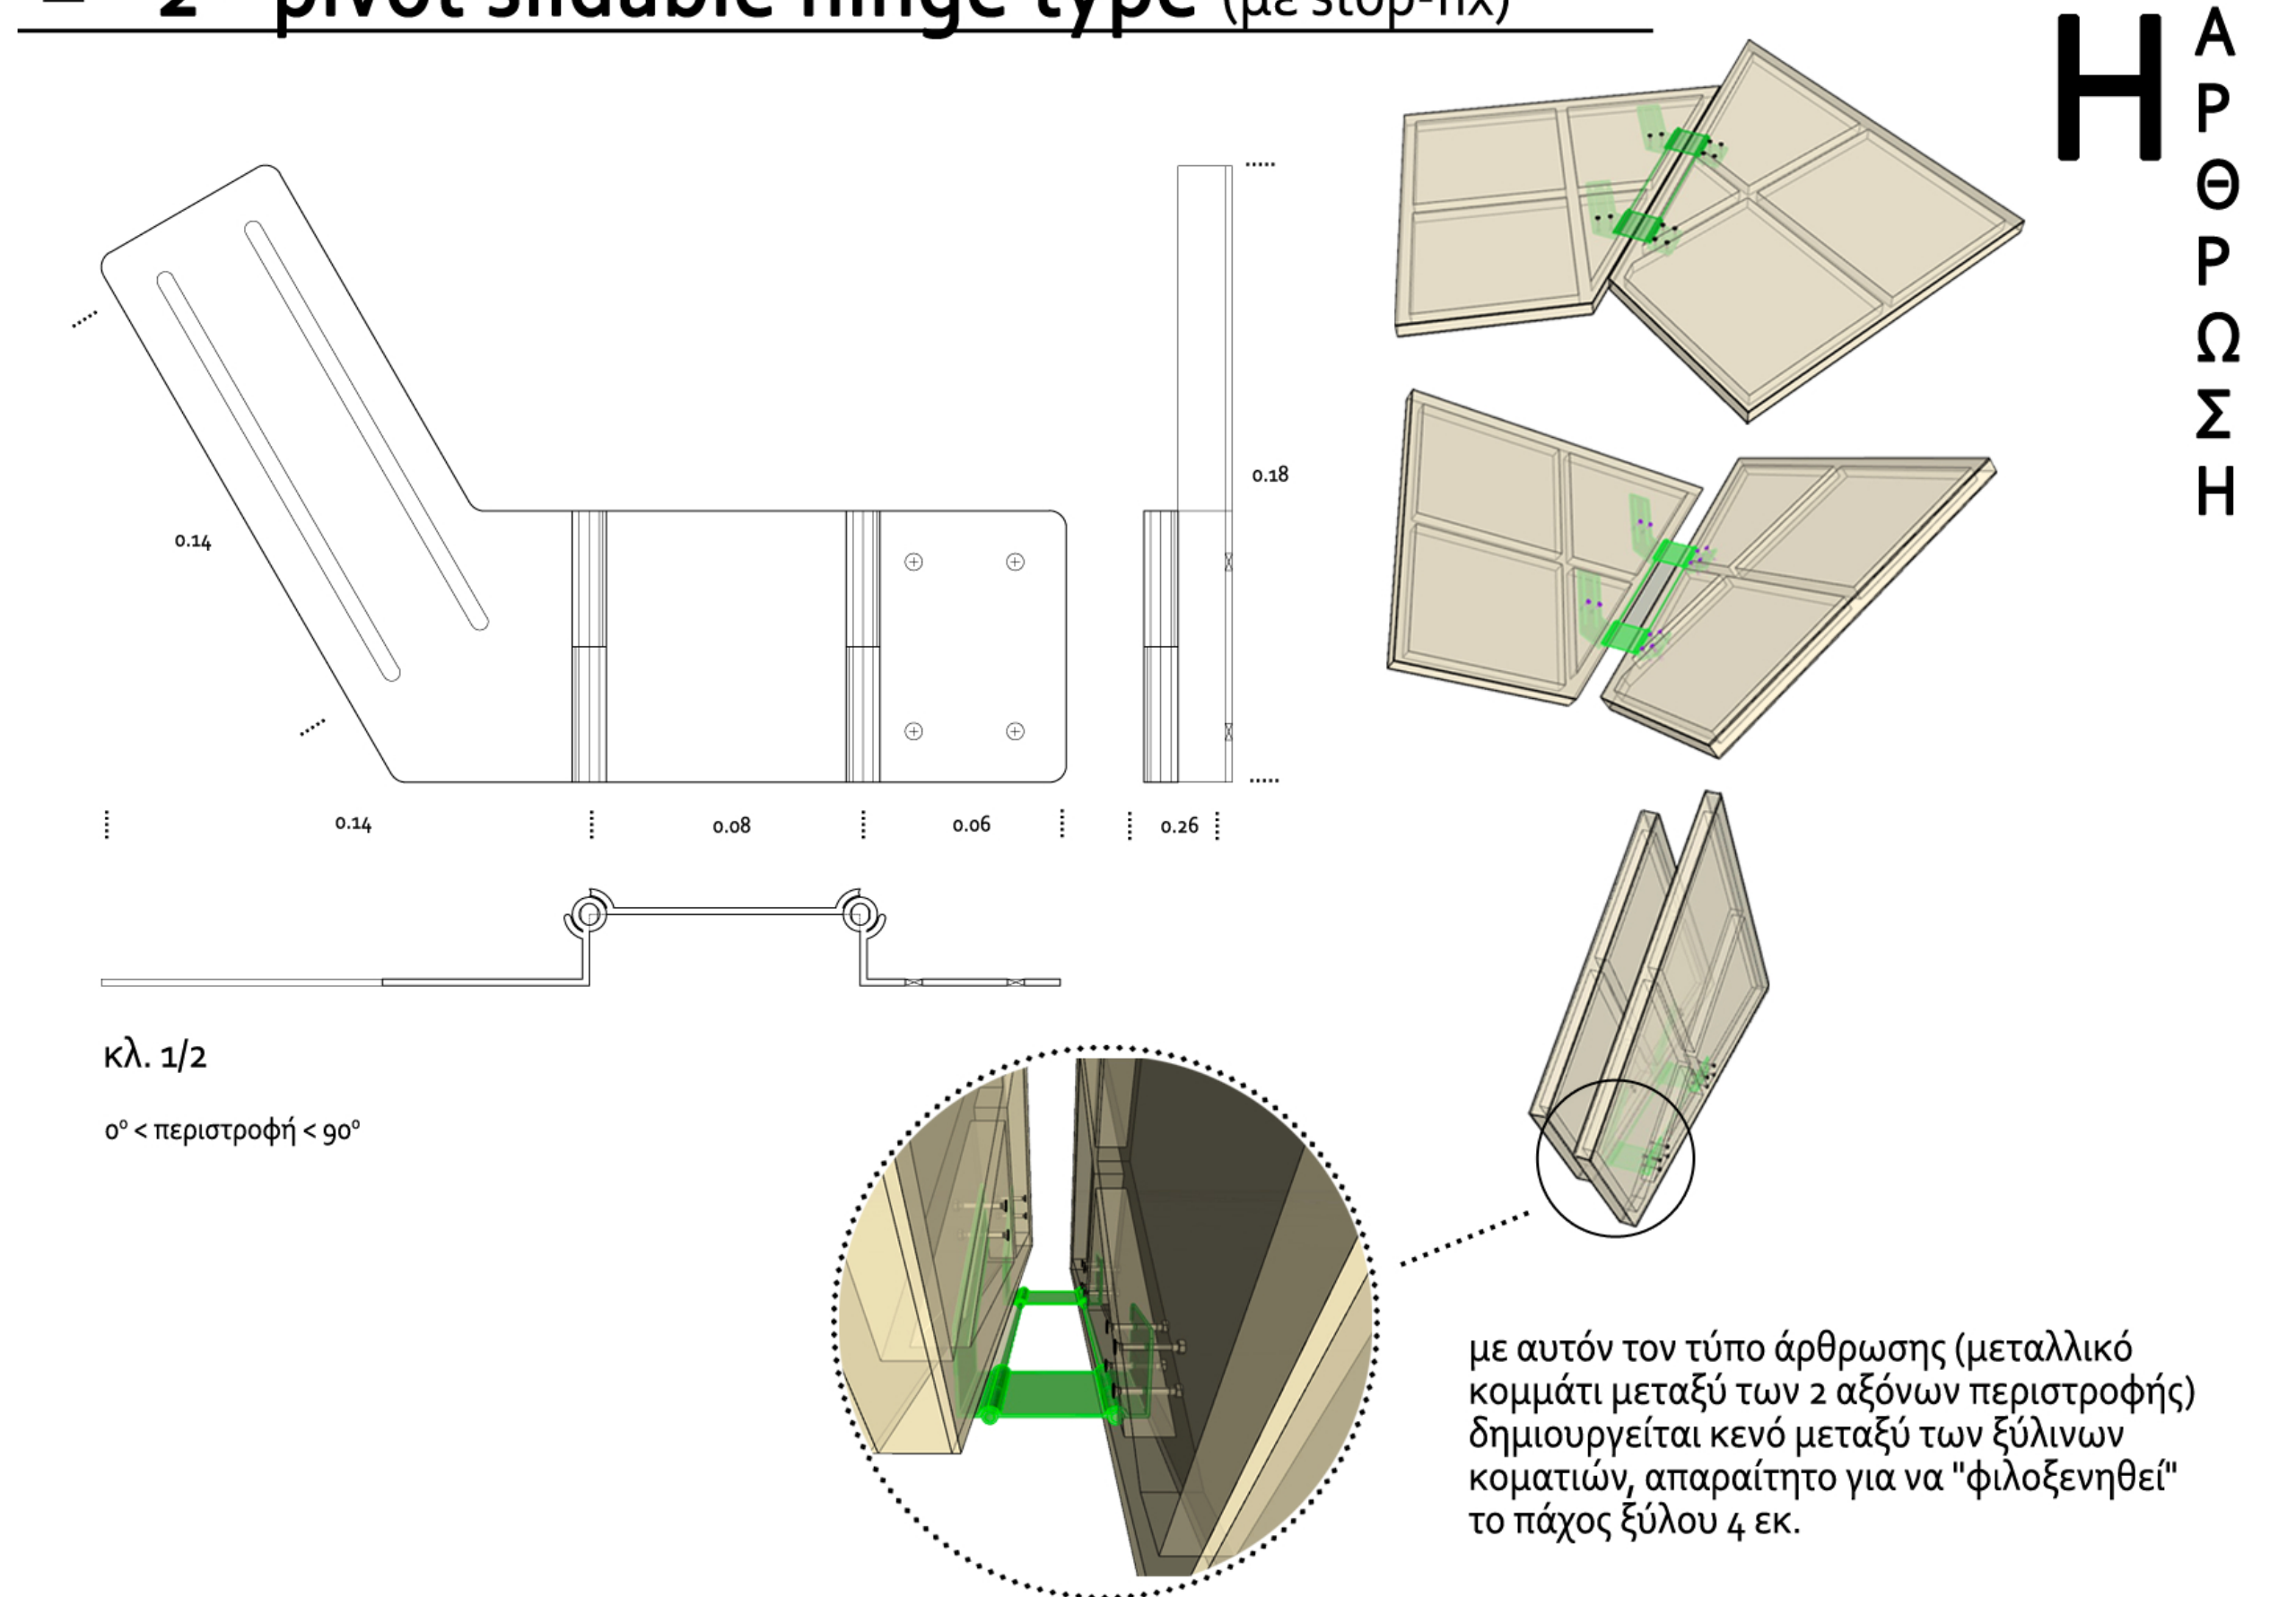 2 pivot slidable hinge type (με stop-fix)
Η
ΑΡΘΡΩΣΗ
0.14
0.18
0.14
0.08
0.06
0.26
κλ. 1/2
0° < περιστροφή < 90°
με αυτόν τον τύπο άρθρωσης (μεταλλικό
κομμάτι μεταξύ των 2 αξόνων περιστροφής)
δημιουργείται κενό μεταξύ των ξύλινων
κοματιών, απαραίτητο για να "φιλοξενηθεί"
το πάχος ξύλου 4 εκ.